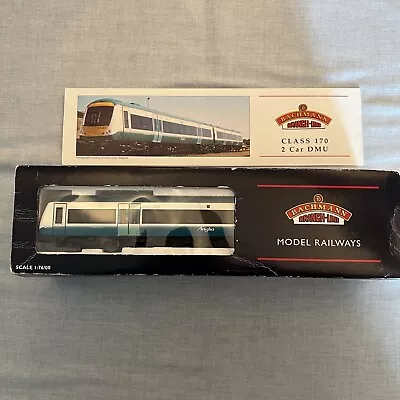 BACHMANN
BRANCH-LINE
CLASS 170
2 Car DMU
BACHMANN
BRANCH-LINE
MODEL RAILWAYS
Anglia
SCALE 1:76/00